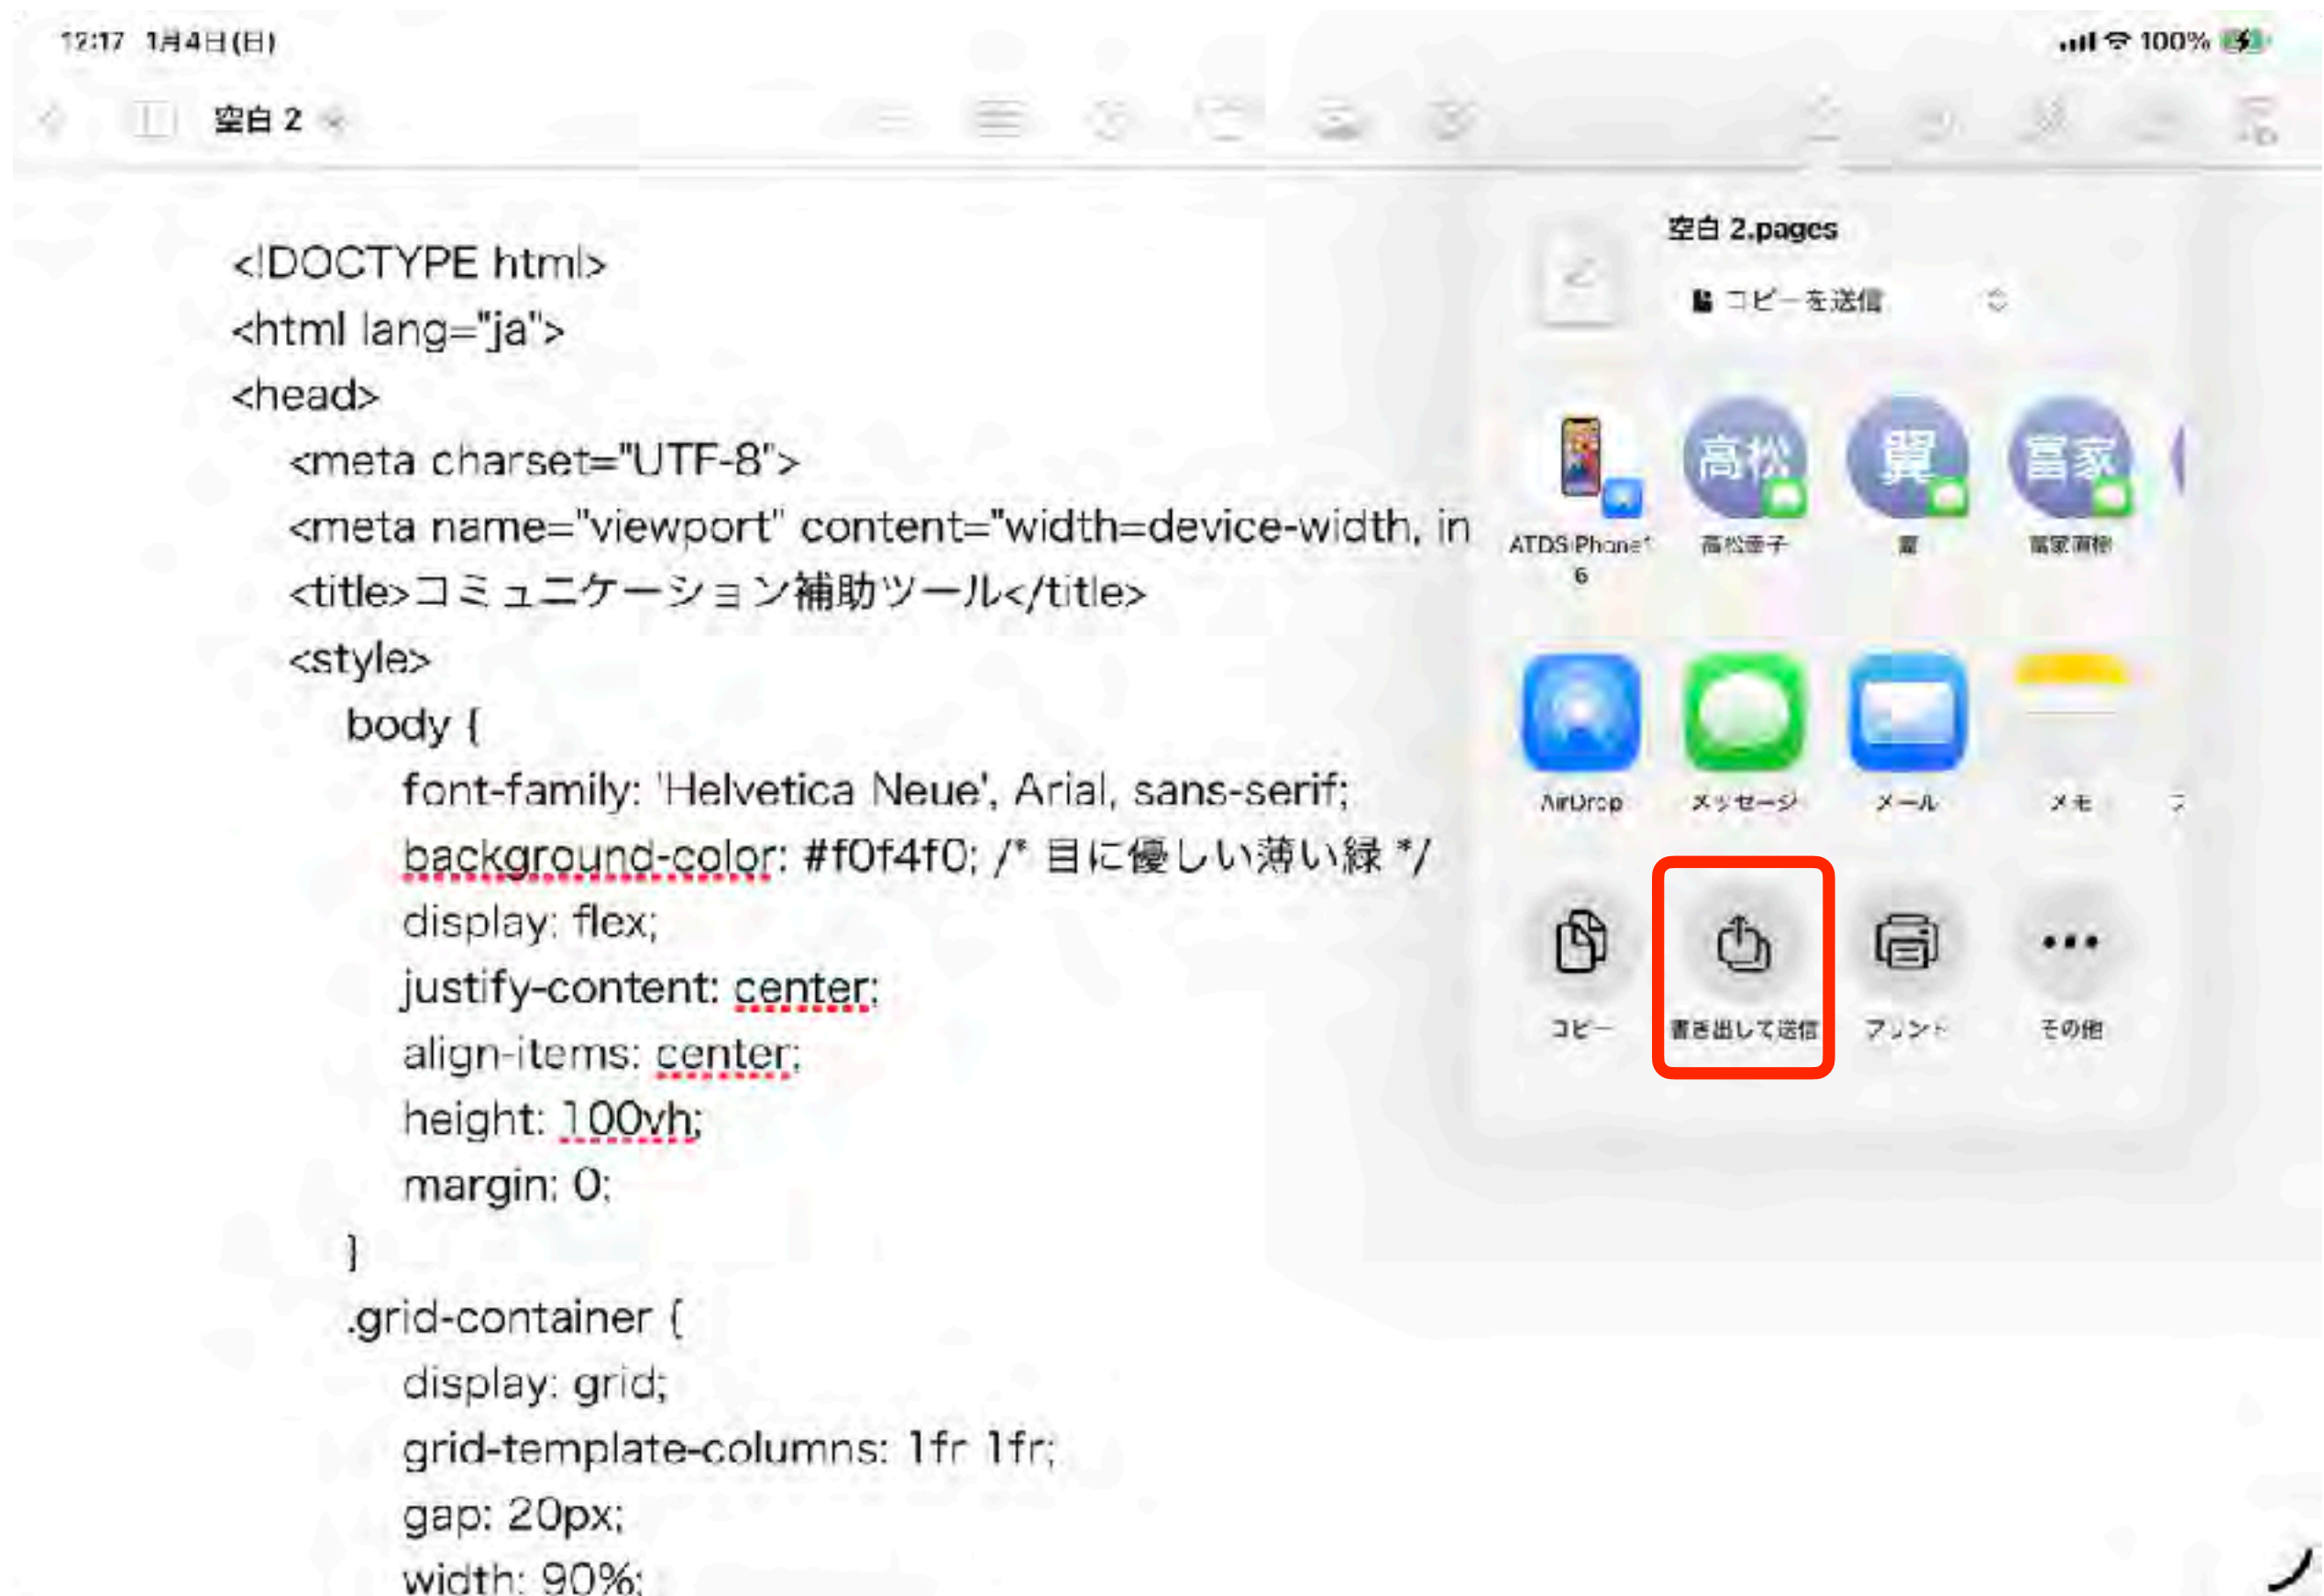 12:17 1月4日(日)
100%
空白 2
<!DOCTYPE html>
<html lang="ja">
<head>
<meta charset="UTF-8">
<meta name="viewport" content="width=device-width, in
<title>コミュニケーション補助ツール</title>
<style>
body {
font-family: 'Helvetica Neue', Arial, sans-serif;
background-color: #f0f4f0; /* 目に優しい薄い緑 */
display: flex;
justify-content: center;
align-items: center;
height: 100vh;
margin: 0;
}
.grid-container {
display: grid;
grid-template-columns: 1fr 1fr;
gap: 20px;
width: 90%;
空白 2.pages
コピーを送信
高松
翼
冨家
翼
AirDrop
メッセージ
メール
メモ
コピー
書き出して送信
プリント
その他